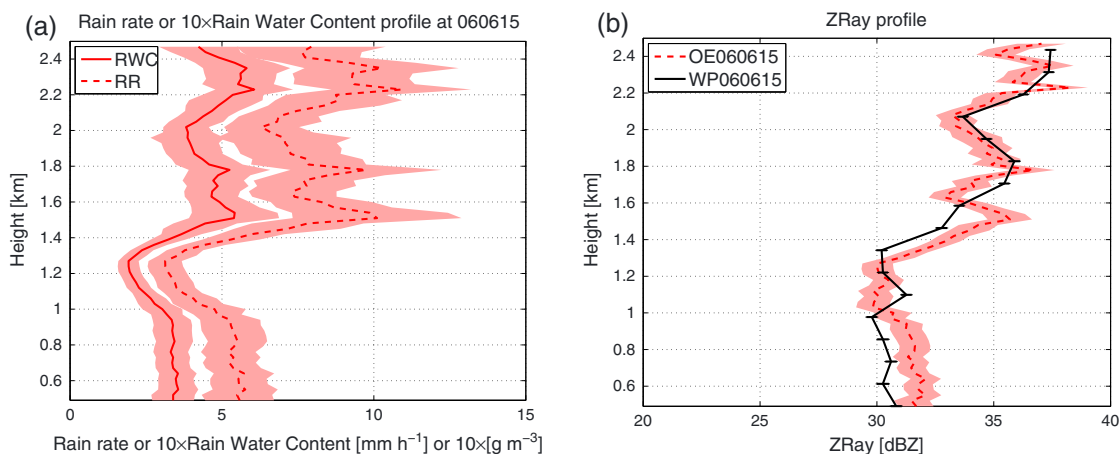 (a)
Rain rate or 10×Rain Water Content profile at 060615
RWC
RR
Height [km]
2.4
2.2
2
1.8
1.6
1.4
1.2
1
0.8
0.6
0
5
10
15
Rain rate or 10×Rain Water Content [mm h⁻¹] or 10×[g m⁻³]
(b)
ZRay profile
OE060615
WP060615
Height [km]
2.4
2.2
2
1.8
1.6
1.4
1.2
1
0.8
0.6
20
25
30
35
40
ZRay [dBZ]